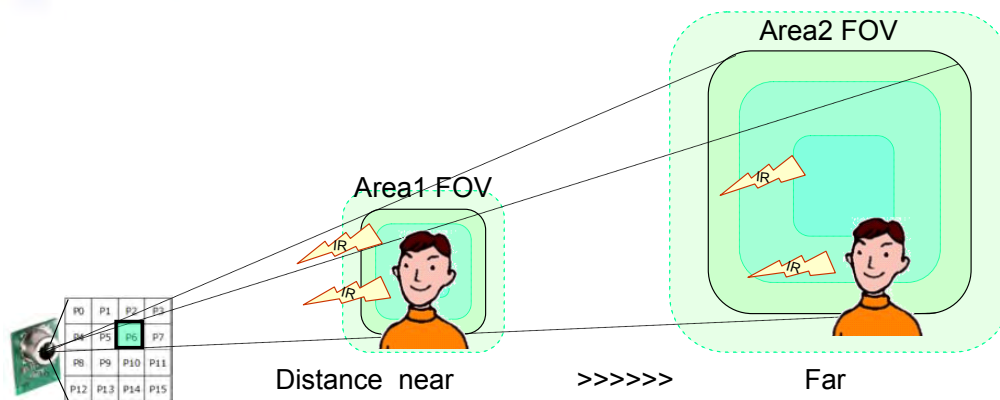 Area2 FOV
Area1 FOV
IR
IR
IR
IR
P0 P1 P2 P3
P4 P5 P6 P7
P8 P9 P10 P11
P12 P13 P14 P15
Distance near >>>>>> Far